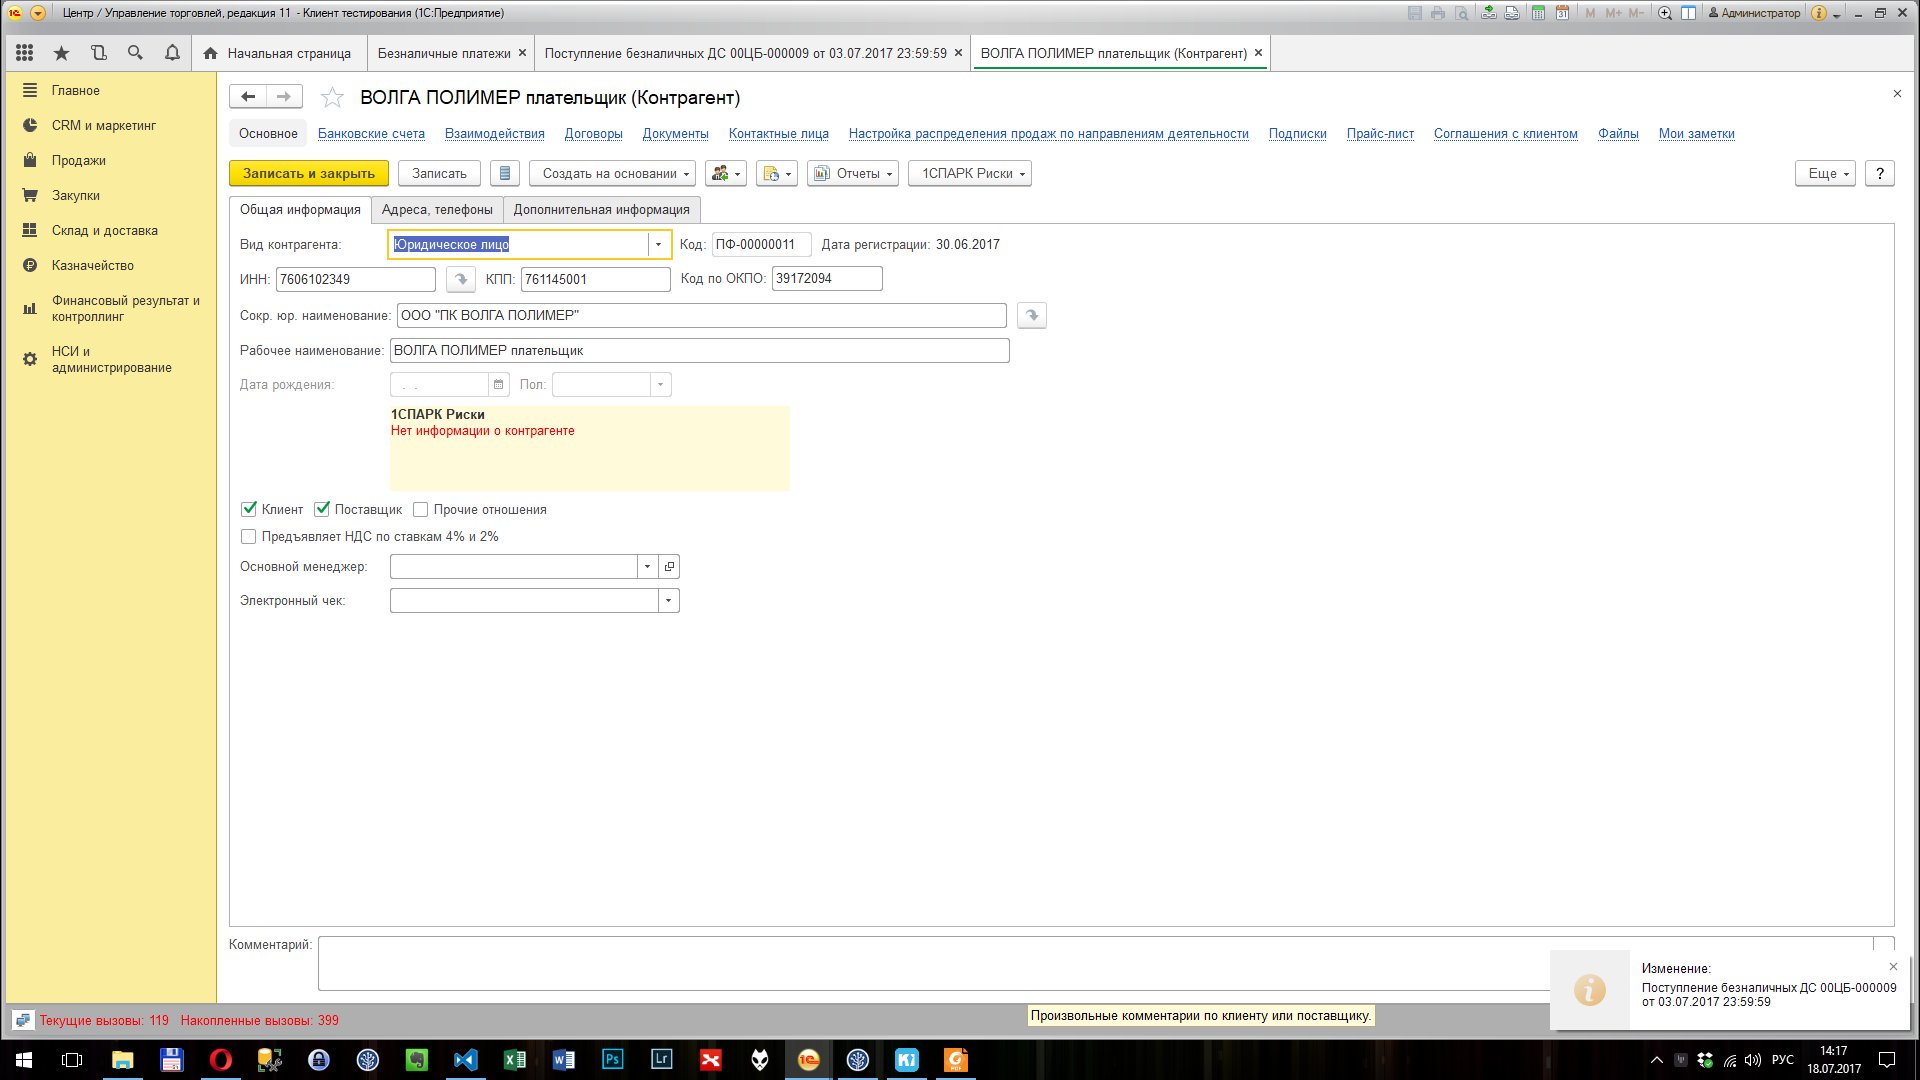 Центр / Управление торговлей, редакция 11 - Клиент тестирования (1С:Предприятие)
M M+ M- Администратор
Начальная страница
Безналичные платежи
Поступление безналичных ДС 00ЦБ-000009 от 03.07.2017 23:59:59
ВОЛГА ПОЛИМЕР плательщик (Контрагент)
Главное
CRM и маркетинг
Продажи
Закупки
Склад и доставка
Казначейство
Финансовый результат и
контроллинг
НСИ и
администрирование
ВОЛГА ПОЛИМЕР плательщик (Контрагент)
Основное Банковские счета Взаимодействия Договоры Документы Контактные лица Настройка распределения продаж по направлениям деятельности Подписки Прайс-лист Соглашения с клиентом Файлы Мои заметки
Записать и закрыть Записать Создать на основании Отчеты 1СПАРК Риски Еще ?
Общая информация Адреса, телефоны Дополнительная информация
Вид контрагента: Юридическое лицо Код: ПФ-00000011 Дата регистрации: 30.06.2017
ИНН: 7606102349 КПП: 761145001 Код по ОКПО: 39172094
Сокр. юр. наименование: ООО "ПК ВОЛГА ПОЛИМЕР"
Рабочее наименование: ВОЛГА ПОЛИМЕР плательщик
Дата рождения: . . Пол:
1СПАРК Риски
Нет информации о контрагенте
Клиент Поставщик Прочие отношения
Предъявляет НДС по ставкам 4% и 2%
Основной менеджер:
Электронный чек:
Комментарий:
Изменение:
Поступление безналичных ДС 00ЦБ-000009
от 03.07.2017 23:59:59
Произвольные комментарии по клиенту или поставщику.
Текущие вызовы: 119 Накопленные вызовы: 399
РУС
14:17
18.07.2017